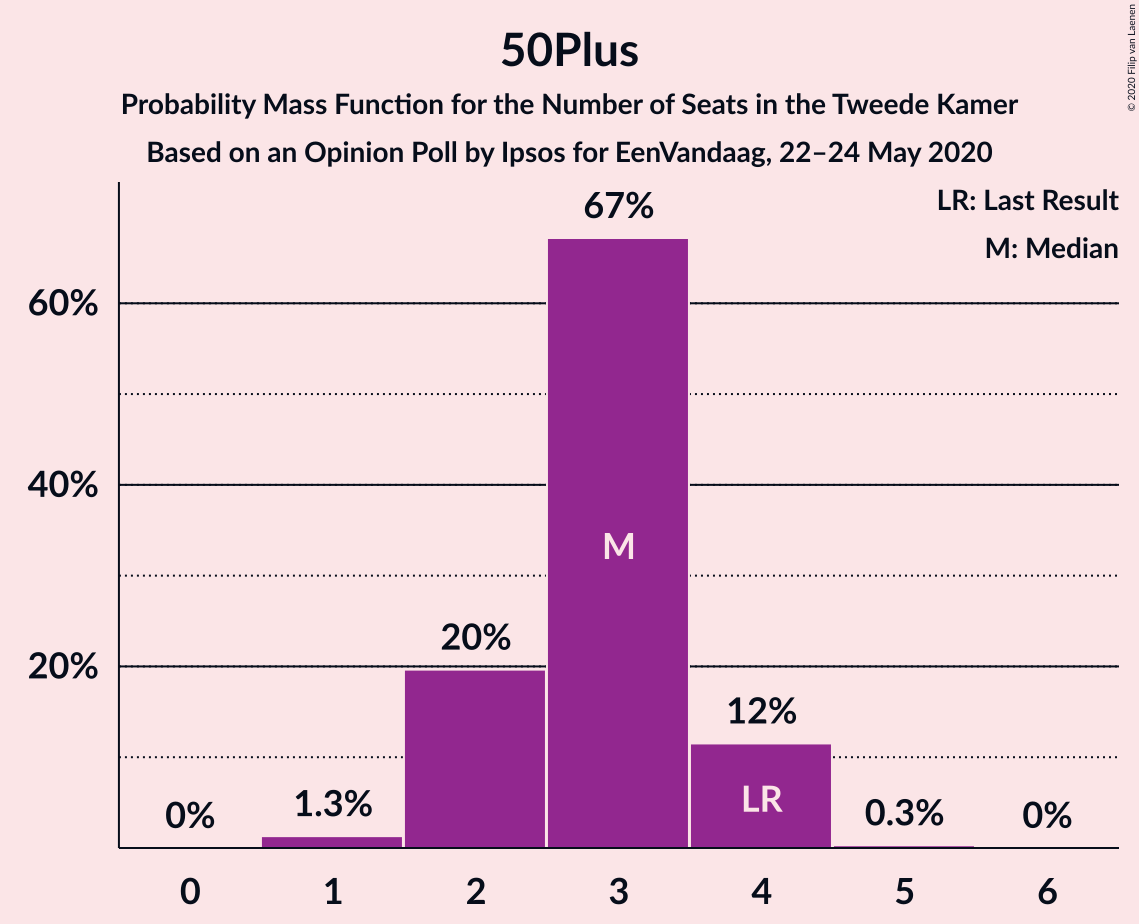 50Plus
Probability Mass Function for the Number of Seats in the Tweede Kamer
Based on an Opinion Poll by Ipsos for EenVandaag, 22–24 May 2020
© 2020 Filip van Laenen
LR: Last Result
M: Median
60%
40%
20%
0%
1.3%
20%
67%
M
12%
LR
0.3%
0%
0 1 2 3 4 5 6